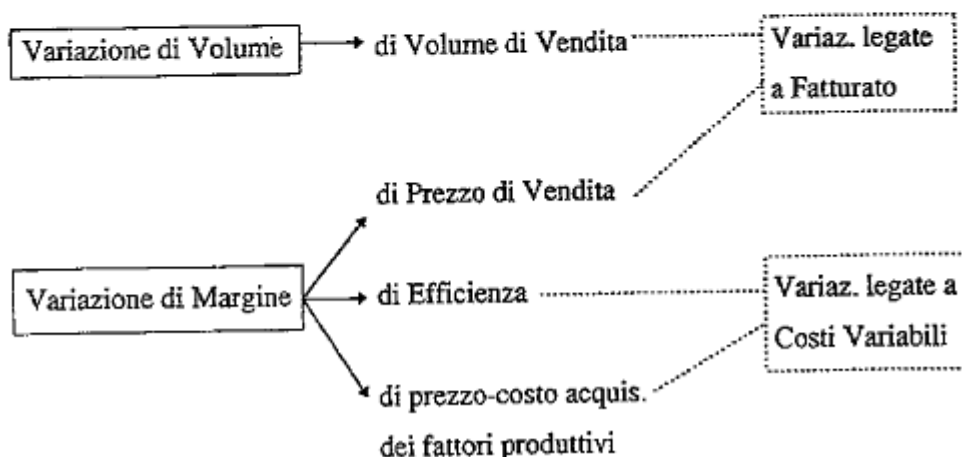 Variazione di Volume
di Volume di Vendita
Variaz. legate
a Fatturato
di Prezzo di Vendita
Variazione di Margine
di Efficienza
Variaz. legate a
Costi Variabili
di prezzo-costo acquis.
dei fattori produttivi